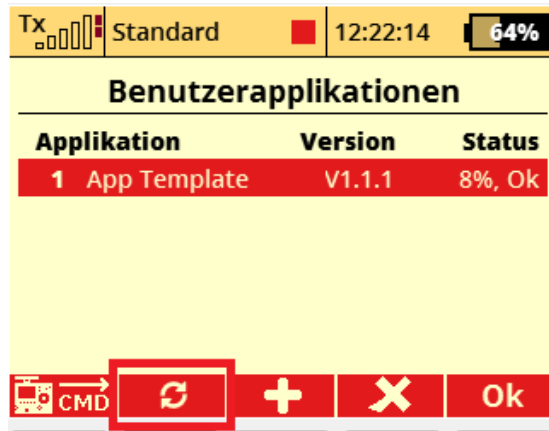 Tx Standard 12:22:14 64%
Benutzerapplikationen
Applikation Version Status
1 App Template V1.1.1 8%, Ok
CMD Ok